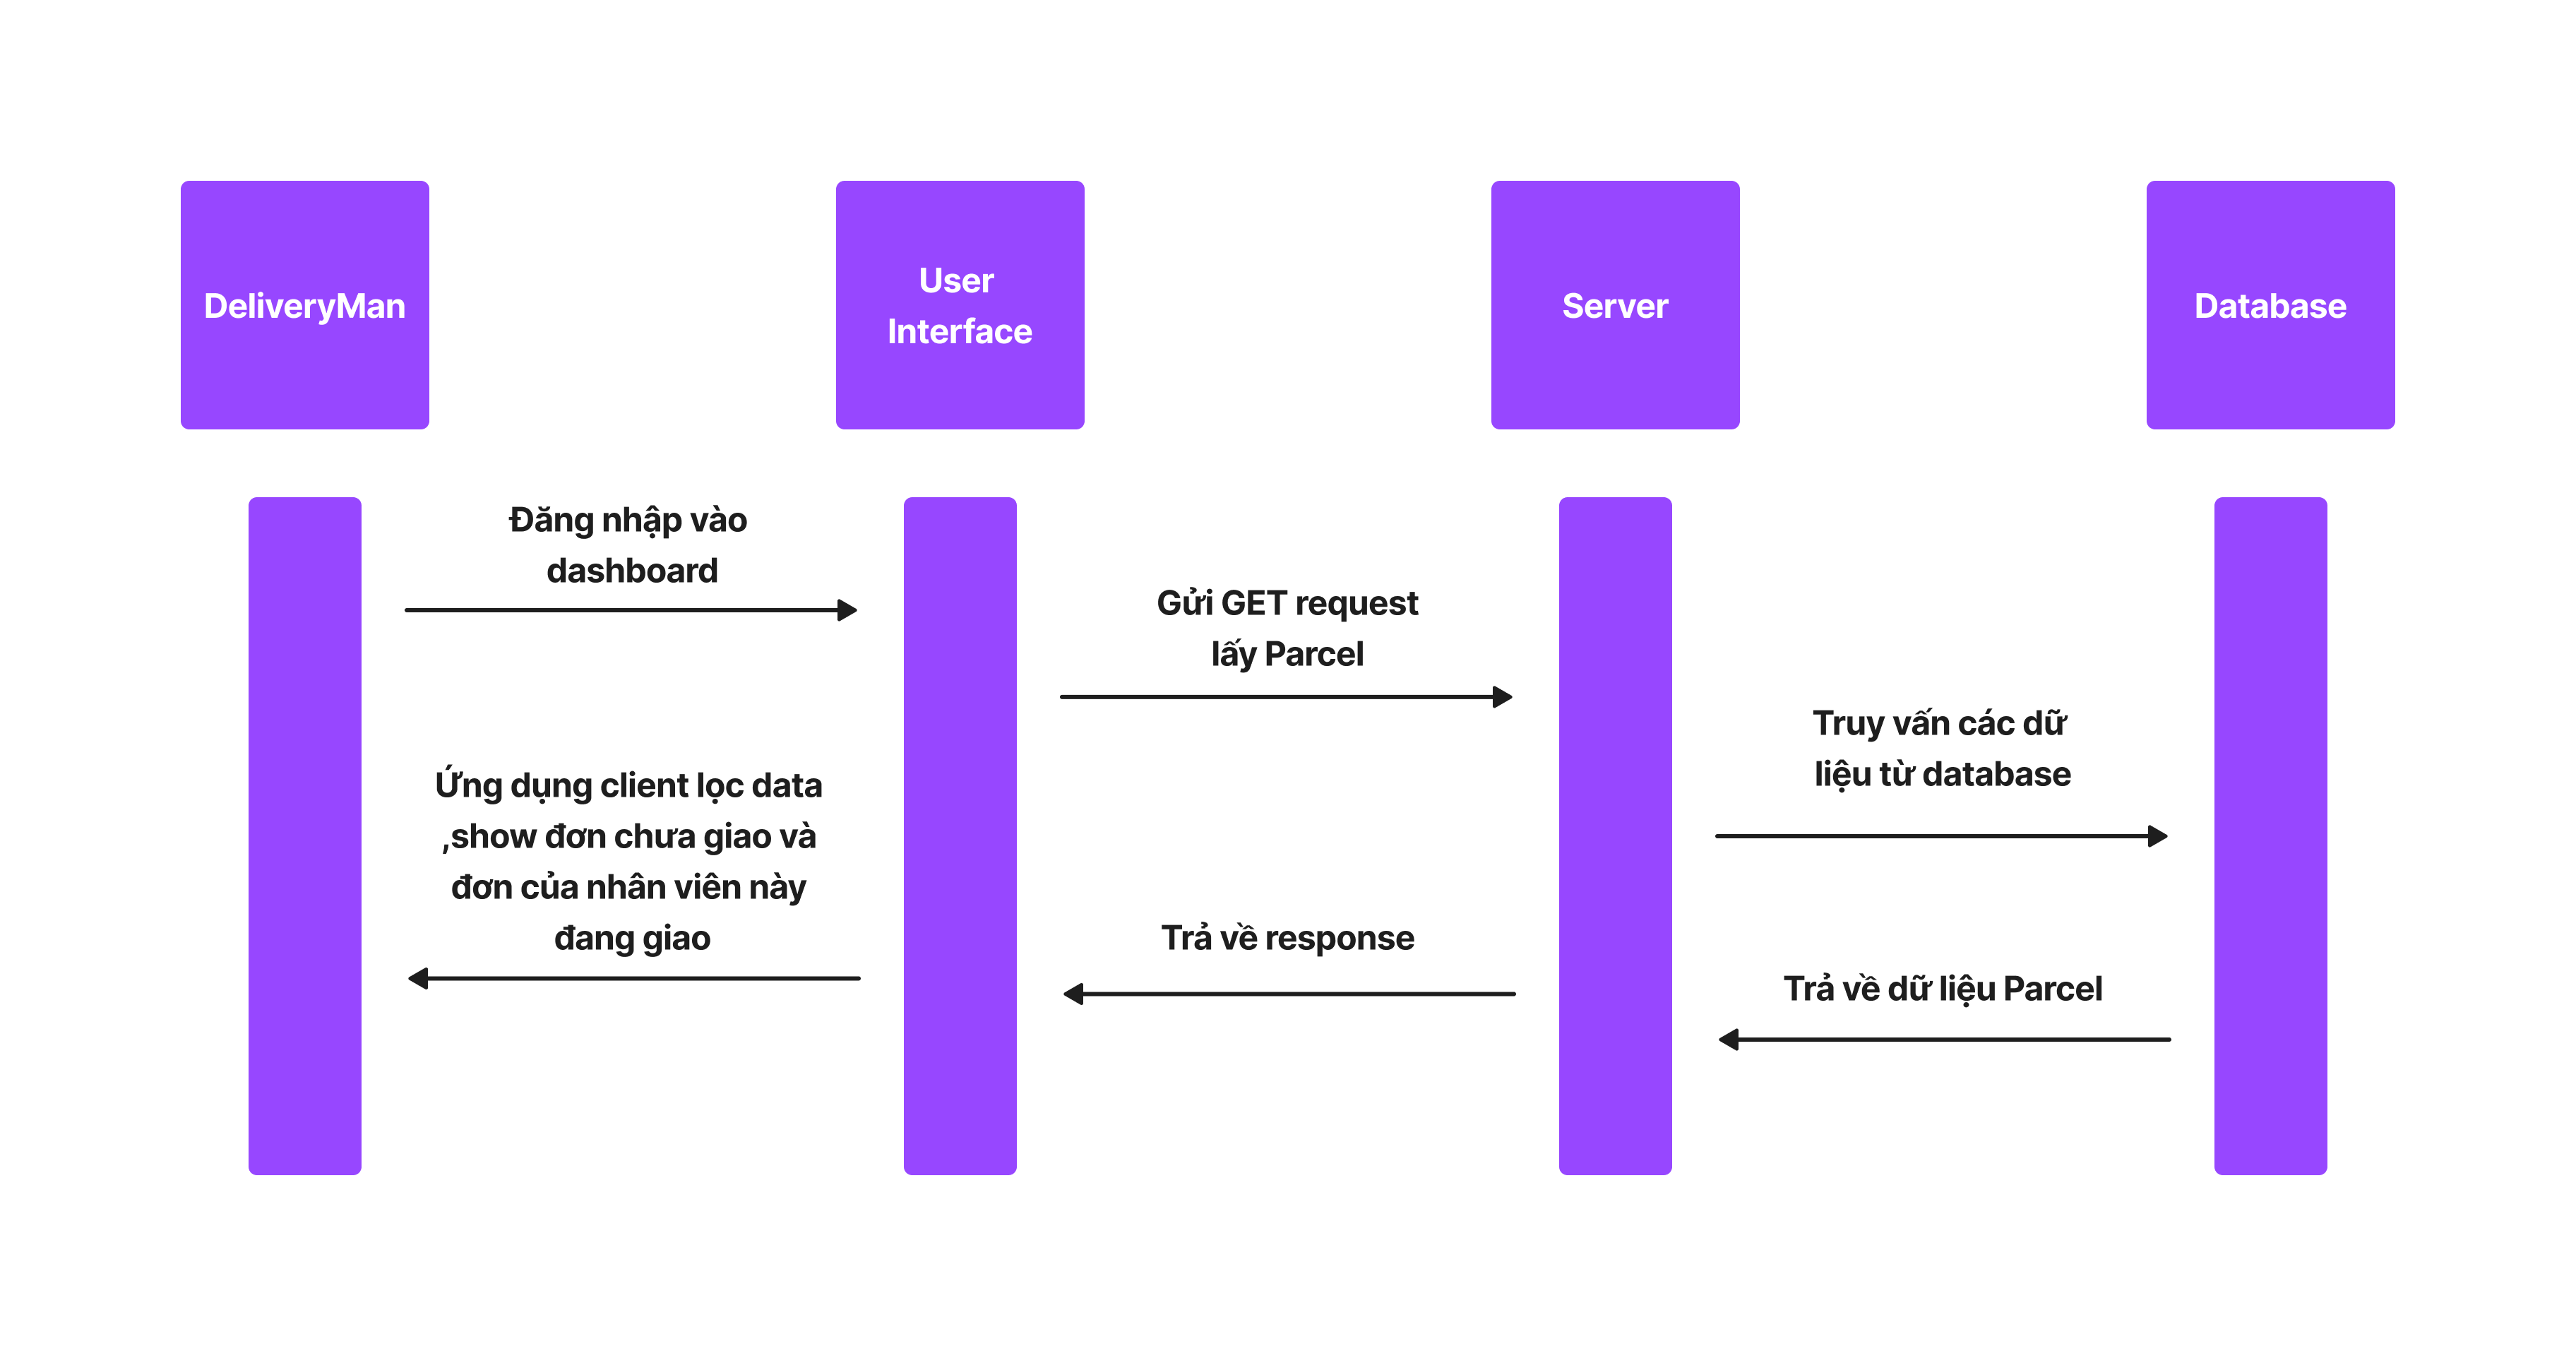 DeliveryMan
User
Interface
Server
Database
Đăng nhập vào
dashboard
Gửi GET request
lấy Parcel
Truy vấn các dữ
liệu từ database
Ứng dụng client lọc data
,show đơn chưa giao và
đơn của nhân viên này
đang giao
Trả về response
Trả về dữ liệu Parcel